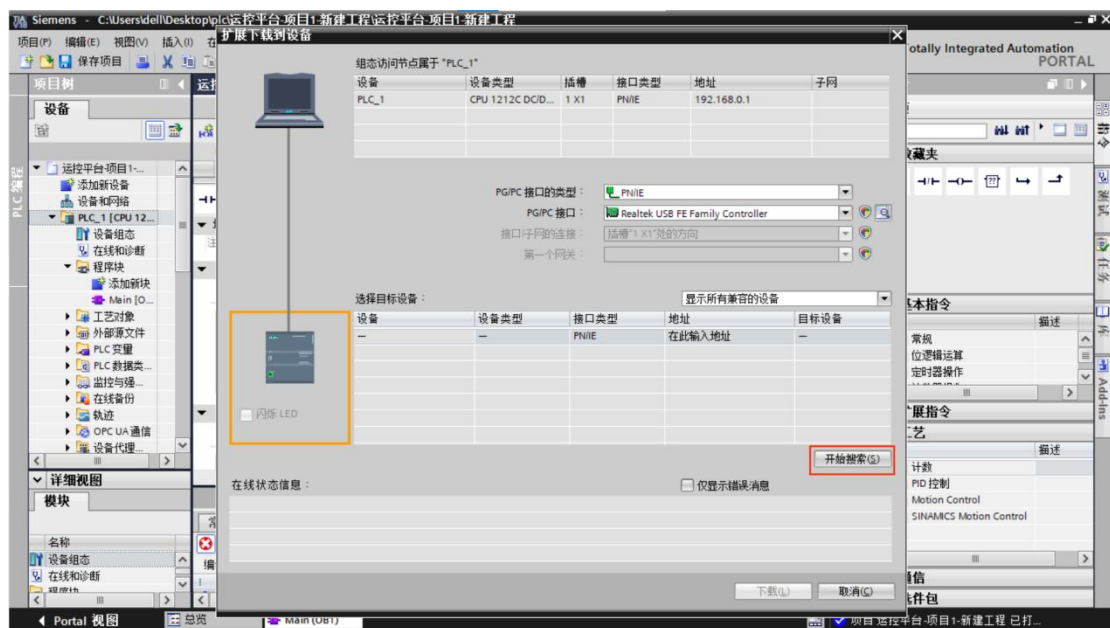 Siemens - C:\Users\dell\Desktop\plc\运控平台-项目1-新建工程\运控平台-项目1-新建工程
项目(P) 编辑(E) 视图(V) 插入(I) 在
保存项目
otally Integrated Automation
PORTAL
扩展下载到设备
组态访问节点属于 "PLC_1"
设备 设备类型 插槽 接口类型 地址 子网
PLC_1 CPU 1212C DC/D... 1 X1 PN/IE 192.168.0.1
PG/PC 接口的类型： PN/IE
PG/PC 接口： Realtek USB FE Family Controller
接口/子网的连接： 插槽"1 X1"处的方向
第一个网关：
选择目标设备： 显示所有兼容的设备
设备 设备类型 接口类型 地址 目标设备
— — PN/IE 在此输入地址 —
闪烁 LED
开始搜索(S)
在线状态信息： 仅显示错误消息
下载(L) 取消(C)
项目树
设备
PLC 编程
运控平台-项目1-...
添加新设备
设备和网络
PLC_1 [CPU 12...
设备组态
在线和诊断
程序块
添加新块
Main [O...
工艺对象
外部源文件
PLC 变量
PLC 数据类...
监控与强...
在线备份
轨迹
OPC UA 通信
设备代理...
详细视图
模块
名称
设备组态
在线和诊断
程序块
藏夹
基本指令
描述
常规
位逻辑运算
定时器操作
扩展指令
艺
描述
计数
PID 控制
Motion Control
SINAMICS Motion Control
通信
件包
任务
Add-Ins
Portal 视图 总览 Main (OB1)
项目 运控平台-项目1-新建工程 已打...